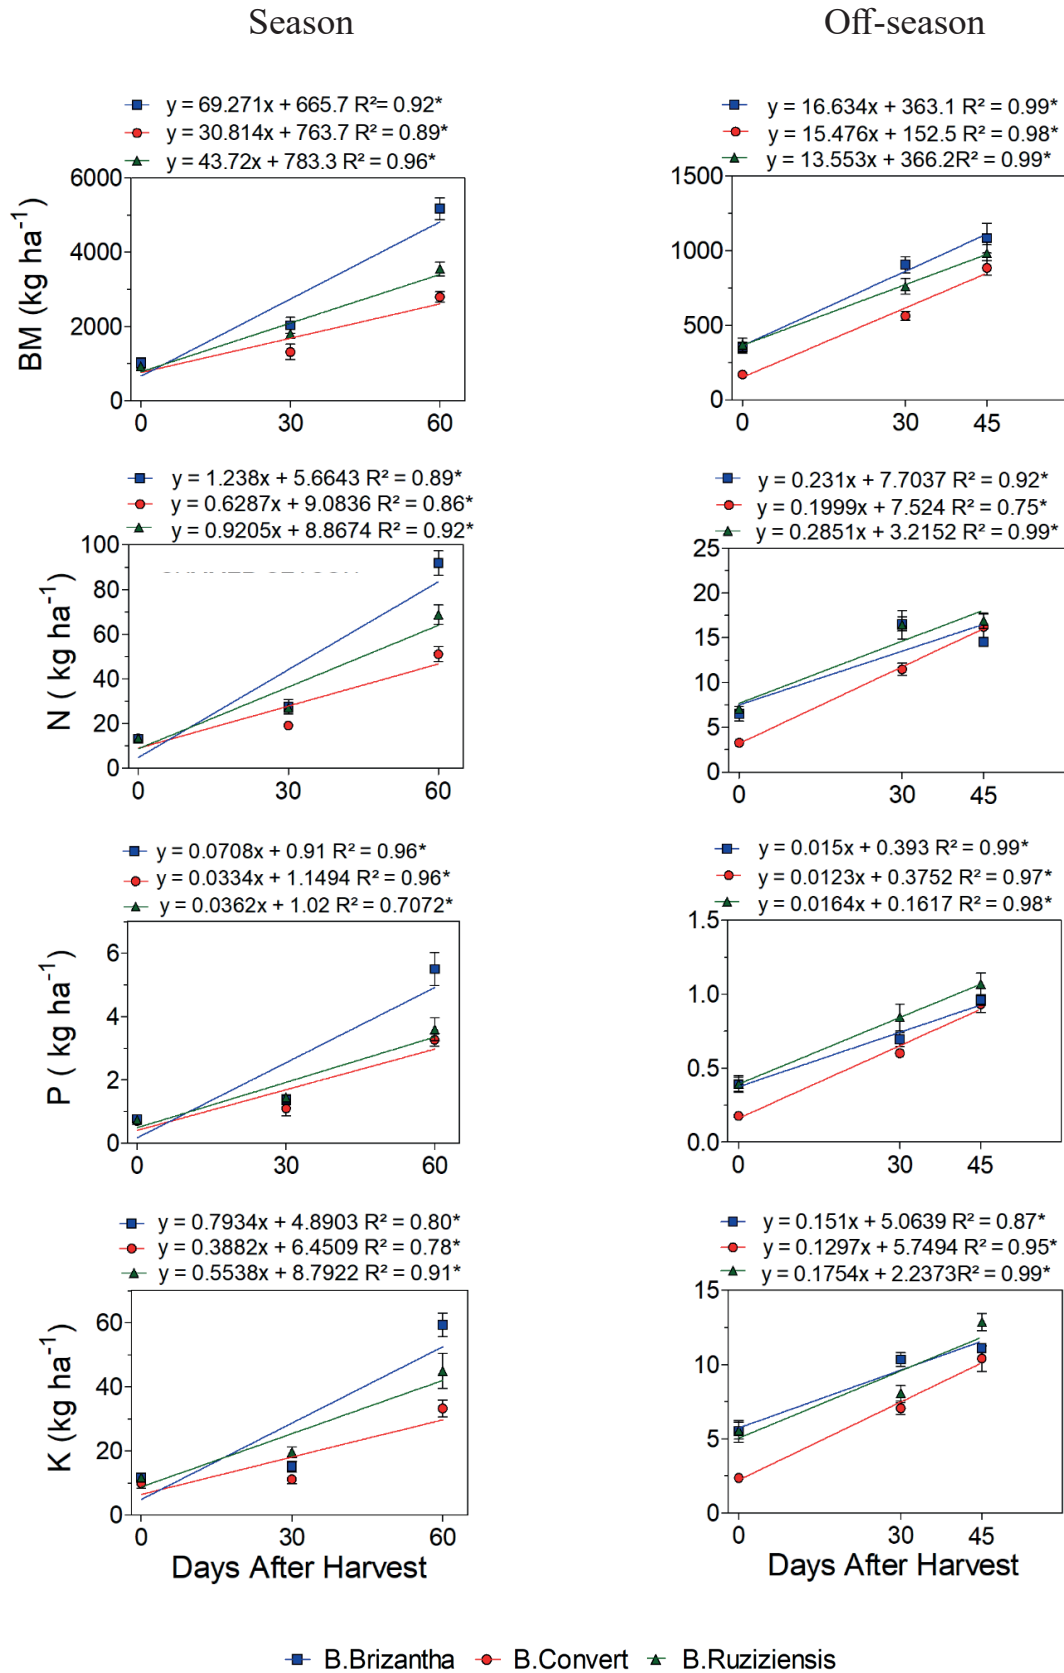 Season
Off-season
y = 69.271x + 665.7 R²= 0.92*
y = 30.814x + 763.7 R² = 0.89*
y = 43.72x + 783.3 R² = 0.96*
6000
4000
2000
0
BM (kg ha⁻¹)
0 30 60
y = 16.634x + 363.1 R² = 0.99*
y = 15.476x + 152.5 R² = 0.98*
y = 13.553x + 366.2R² = 0.99*
1500
1000
500
0
0 30 45
y = 1.238x + 5.6643 R² = 0.89*
y = 0.6287x + 9.0836 R² = 0.86*
y = 0.9205x + 8.8674 R² = 0.92*
100
80
60
40
20
0
N ( kg ha⁻¹)
0 30 60
y = 0.231x + 7.7037 R² = 0.92*
y = 0.1999x + 7.524 R² = 0.75*
y = 0.2851x + 3.2152 R² = 0.99*
25
20
15
10
5
0
0 30 45
y = 0.0708x + 0.91 R² = 0.96*
y = 0.0334x + 1.1494 R² = 0.96*
y = 0.0362x + 1.02 R² = 0.7072*
6
4
2
0
P ( kg ha⁻¹)
0 30 60
y = 0.015x + 0.393 R² = 0.99*
y = 0.0123x + 0.3752 R² = 0.97*
y = 0.0164x + 0.1617 R² = 0.98*
1.5
1.0
0.5
0.0
0 30 45
y = 0.7934x + 4.8903 R² = 0.80*
y = 0.3882x + 6.4509 R² = 0.78*
y = 0.5538x + 8.7922 R² = 0.91*
60
40
20
0
K (kg ha⁻¹)
0 30 60
Days After Harvest
y = 0.151x + 5.0639 R² = 0.87*
y = 0.1297x + 5.7494 R² = 0.95*
y = 0.1754x + 2.2373R² = 0.99*
15
10
5
0
0 30 45
Days After Harvest
B.Brizantha B.Convert B.Ruziziensis